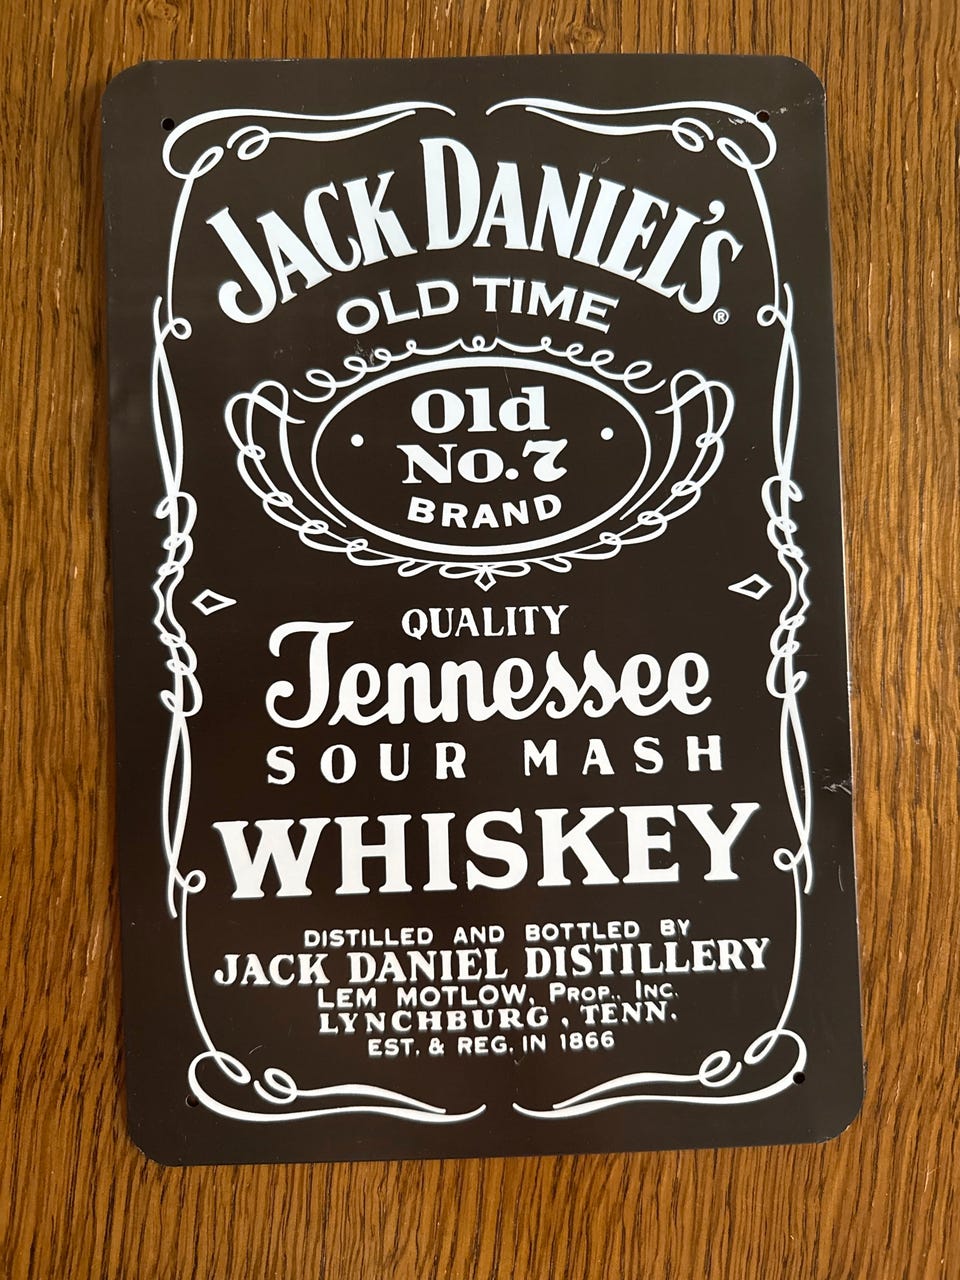 JACK DANIEL'S ®
OLD TIME
Old
No.7
BRAND
QUALITY
Tennessee
SOUR MASH
WHISKEY
DISTILLED AND BOTTLED BY
JACK DANIEL DISTILLERY
LEM MOTLOW, PROP., INC.
LYNCHBURG, TENN.
EST. & REG. IN 1866